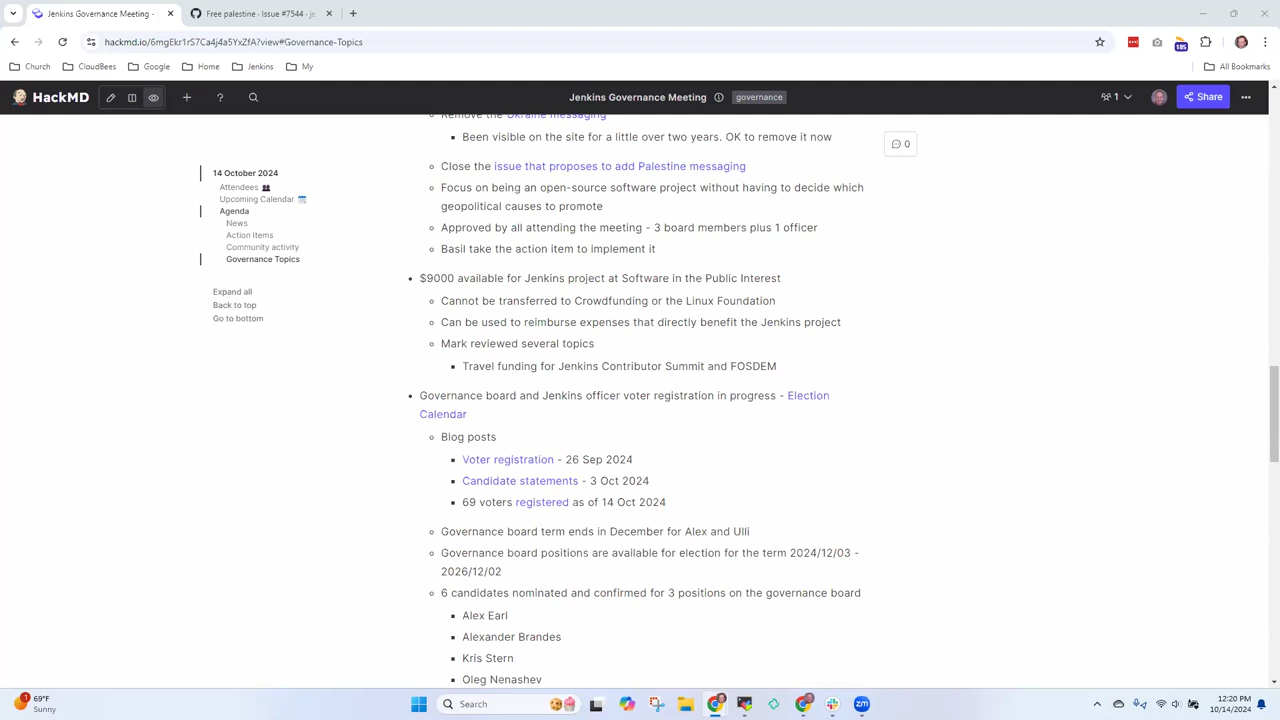 Jenkins Governance Meeting -
Free palestine · Issue #7544 · je
hackmd.io/6mgEkr1rS7Ca4j4a5YxZfA?view#Governance-Topics
185
Church
CloudBees
Google
Home
Jenkins
My
All Bookmarks
HackMD
Jenkins Governance Meeting
governance
1
Share
Remove the Ukraine messaging
Been visible on the site for a little over two years. OK to remove it now
0
Close the issue that proposes to add Palestine messaging
Focus on being an open-source software project without having to decide which
geopolitical causes to promote
Approved by all attending the meeting - 3 board members plus 1 officer
Basil take the action item to implement it
14 October 2024
Attendees 👥
Upcoming Calendar 📅
Agenda
News
Action Items
Community activity
Governance Topics
Expand all
Back to top
Go to bottom
$9000 available for Jenkins project at Software in the Public Interest
Cannot be transferred to Crowdfunding or the Linux Foundation
Can be used to reimburse expenses that directly benefit the Jenkins project
Mark reviewed several topics
Travel funding for Jenkins Contributor Summit and FOSDEM
Governance board and Jenkins officer voter registration in progress - Election
Calendar
Blog posts
Voter registration - 26 Sep 2024
Candidate statements - 3 Oct 2024
69 voters registered as of 14 Oct 2024
Governance board term ends in December for Alex and Ulli
Governance board positions are available for election for the term 2024/12/03 -
2026/12/02
6 candidates nominated and confirmed for 3 positions on the governance board
Alex Earl
Alexander Brandes
Kris Stern
Oleg Nenashev
1
69°F
Sunny
Search
12:20 PM
10/14/2024